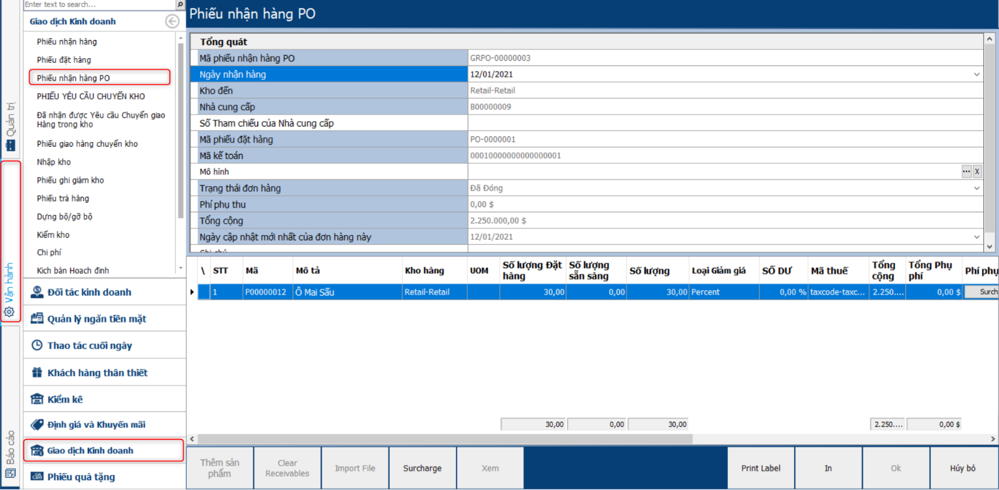 Enter text to search...
Giao dịch Kinh doanh
Phiếu nhận hàng
Phiếu đặt hàng
Phiếu nhận hàng PO
PHIẾU YÊU CẦU CHUYỂN KHO
Đã nhận được Yêu cầu Chuyển giao
Hàng trong kho
Phiếu giao hàng chuyển kho
Nhập kho
Phiếu ghi giảm kho
Phiếu trả hàng
Dựng bộ/gỡ bộ
Kiểm kho
Chi phí
Kịch bản Hoạch định
Đối tác kinh doanh
Quản lý ngăn tiền mặt
Thao tác cuối ngày
Khách hàng thân thiết
Kiểm kê
Định giá và Khuyến mãi
Giao dịch Kinh doanh
Phiếu quà tặng
Quản trị
Vận hành
Báo cáo
Phiếu nhận hàng PO
Tổng quát
Mã phiếu nhận hàng PO GRPO-00000003
Ngày nhận hàng 12/01/2021
Kho đến Retail-Retail
Nhà cung cấp B00000009
Số Tham chiếu của Nhà cung cấp
Mã phiếu đặt hàng PO-0000001
Mã kế toán 00010000000000000001
Mô hình ... X
Trạng thái đơn hàng Đã Đóng
Phí phụ thu 0,00 $
Tổng cộng 2.250.000,00 $
Ngày cập nhật mới nhất của đơn hàng này 12/01/2021
Ghi chú
\ STT Mã Mô tả Kho hàng UOM Số lượng Đặt hàng Số lượng sẵn sàng Số lượng Loại Giảm giá SỐ DƯ Mã thuế Tổng cộng Tổng Phụ phí Phí phụ
1 P00000012 Ô Mai Sấu Retail-Retail 30,00 0,00 30,00 Percent 0,00 % taxcode-taxc... 2.250.... 0,00 $ Surch
30,00 0,00 30,00 2.250.... 0,00 $
Thêm sản phẩm
Clear Receivables
Import File
Surcharge
Xem
Print Label
In
Ok
Hủy bỏ